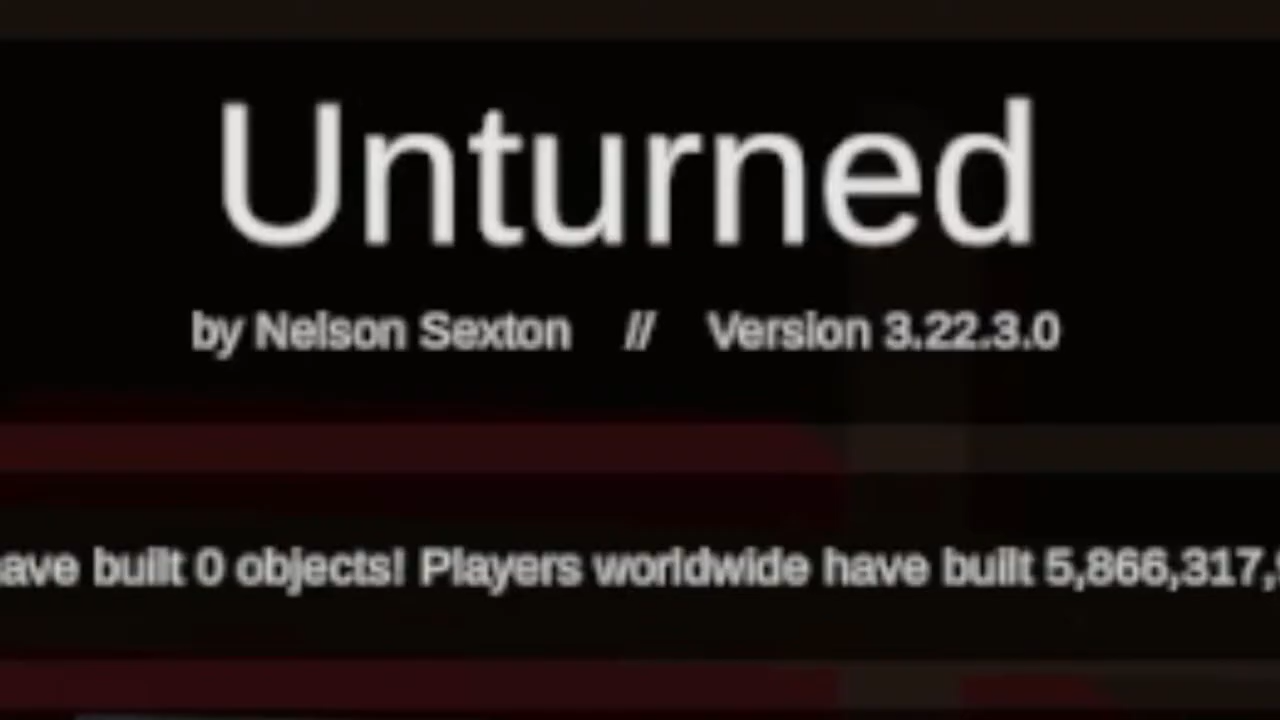 Unturned
by Nelson Sexton // Version 3.22.3.0
ave built 0 objects! Players worldwide have built 5,866,317,